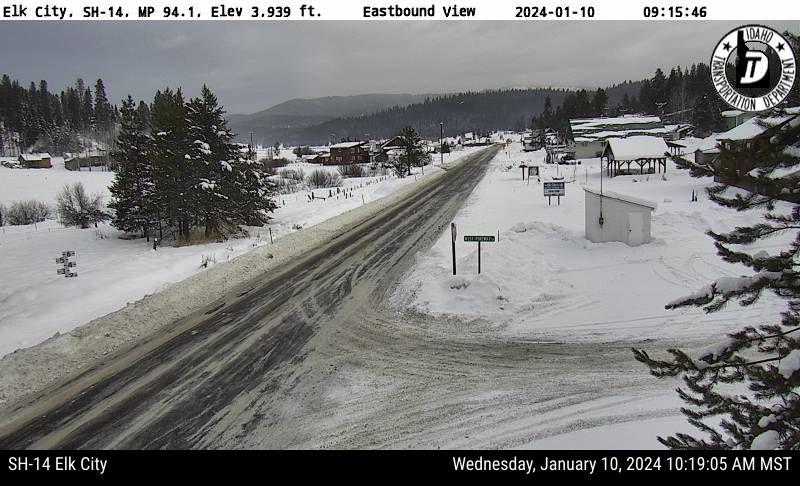 Elk City, SH-14, MP 94.1, Elev 3,939 ft. Eastbound View 2024-01-10 09:15:46
IDAHO
TRANSPORTATION DEPARTMENT
SH-14 Elk City Wednesday, January 10, 2024 10:19:05 AM MST